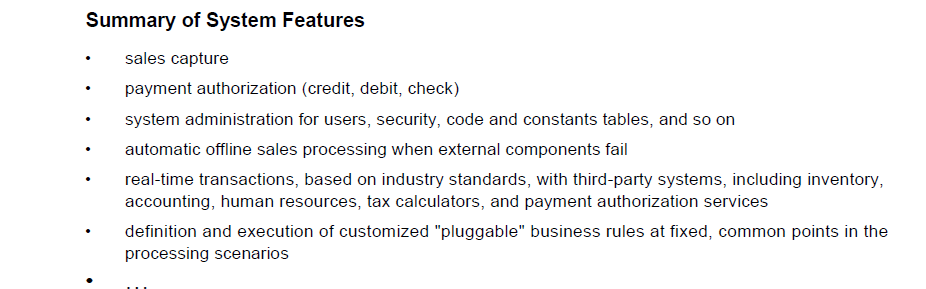 Summary of System Features
• sales capture
• payment authorization (credit, debit, check)
• system administration for users, security, code and constants tables, and so on
• automatic offline sales processing when external components fail
• real-time transactions, based on industry standards, with third-party systems, including inventory,
accounting, human resources, tax calculators, and payment authorization services
• definition and execution of customized "pluggable" business rules at fixed, common points in the
processing scenarios
• ...